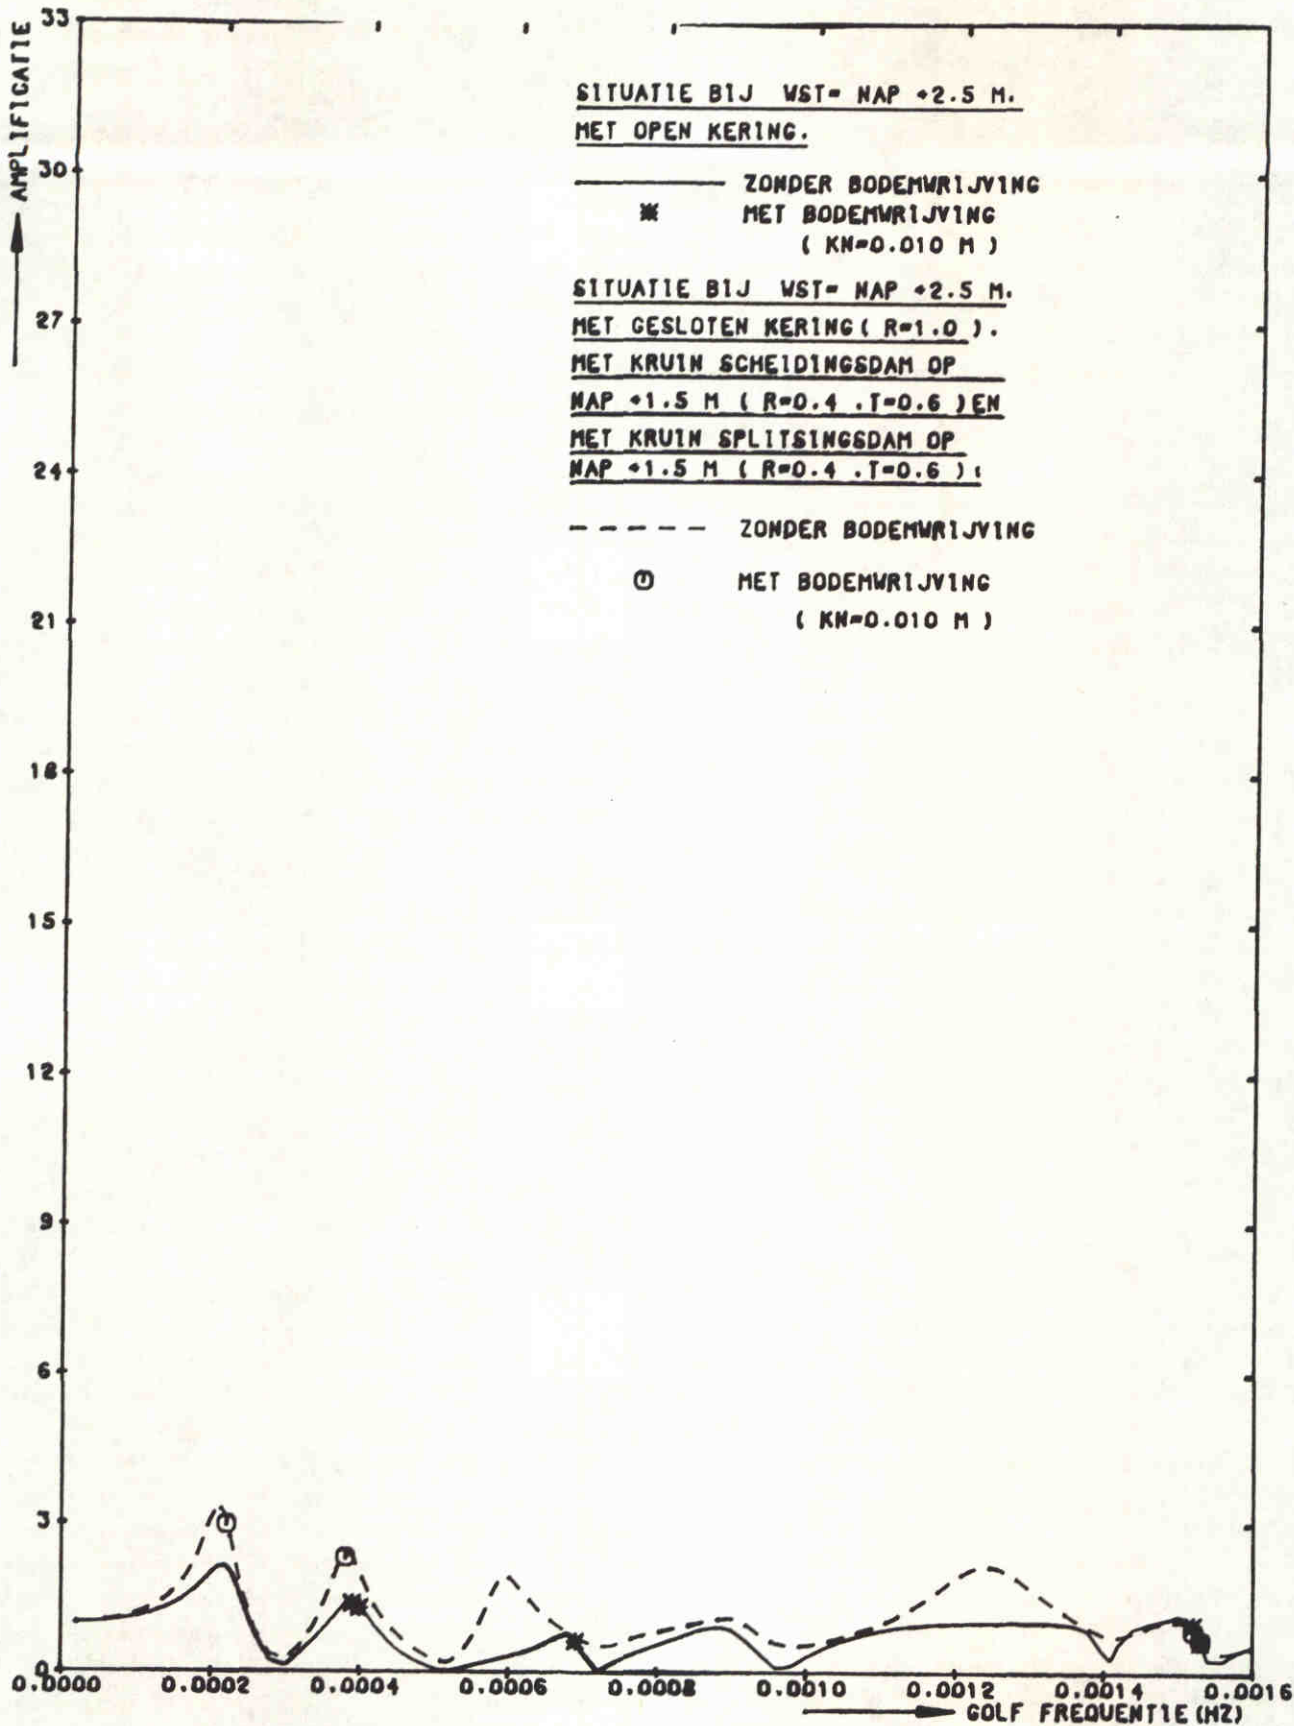 AMPLIFICATIE
33
30
27
24
21
18
15
12
9
6
3
0
SITUATIE BIJ WST= NAP +2.5 M.
MET OPEN KERING.
ZONDER BODEMWRIJVING
MET BODEMWRIJVING
( KN=0.010 M )
SITUATIE BIJ WST= NAP +2.5 M.
MET GESLOTEN KERING( R=1.0 ).
MET KRUIN SCHEIDINGSDAM OP
NAP +1.5 M ( R=0.4 .T=0.6 )EN
MET KRUIN SPLITSINGSDAM OP
NAP +1.5 M ( R=0.4 .T=0.6 ):
ZONDER BODEMWRIJVING
MET BODEMWRIJVING
( KN=0.010 M )
0.0000 0.0002 0.0004 0.0006 0.0008 0.0010 0.0012 0.0014 0.0016
GOLF FREQUENTIE(HZ)